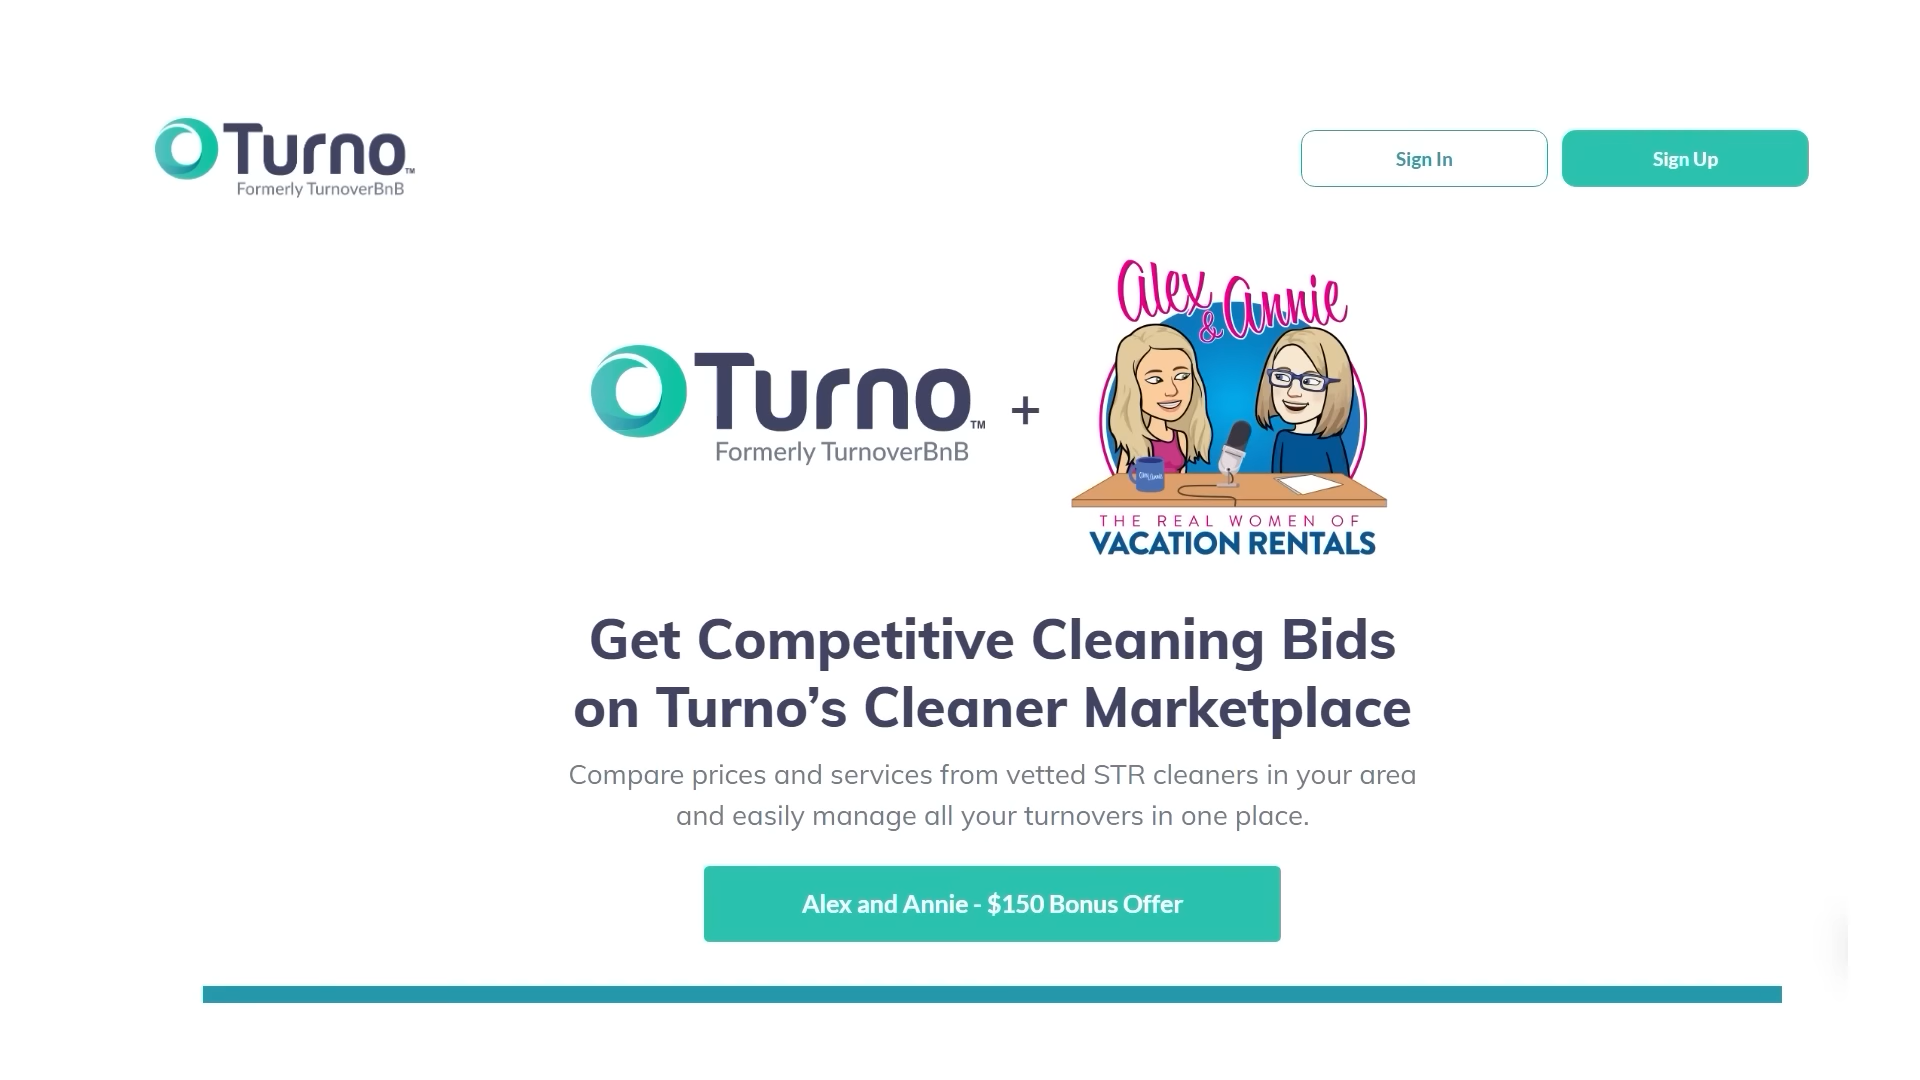 Turno™
Formerly TurnoverBnB
Sign In
Sign Up
Alex & Annie
Turno™
Formerly TurnoverBnB
+
THE REAL WOMEN OF
VACATION RENTALS
Get Competitive Cleaning Bids
on Turno’s Cleaner Marketplace
Compare prices and services from vetted STR cleaners in your area
and easily manage all your turnovers in one place.
Alex and Annie - $150 Bonus Offer